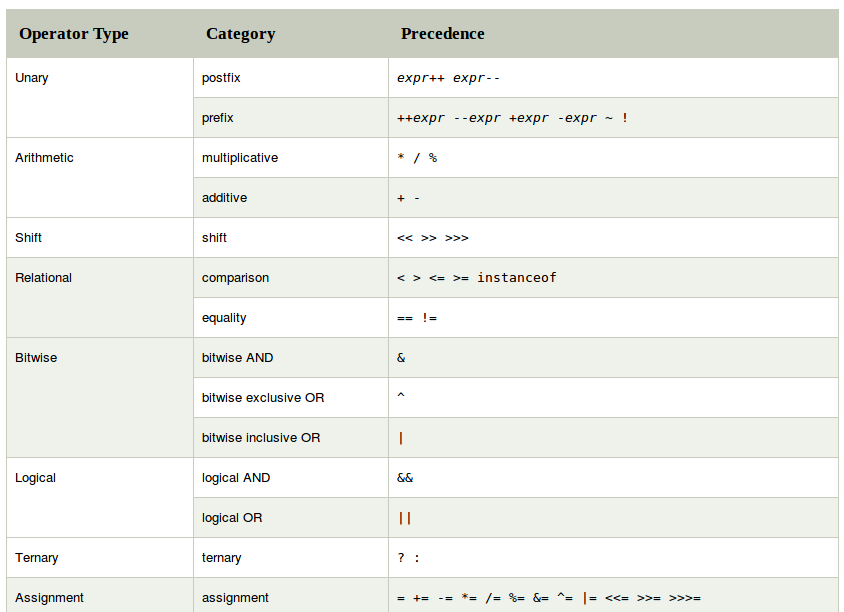 Operator Type Category Precedence
Unary postfix expr++ expr--
prefix ++expr --expr +expr -expr ~ !
Arithmetic multiplicative * / %
additive + -
Shift shift << >> >>>
Relational comparison < > <= >= instanceof
equality == !=
Bitwise bitwise AND &
bitwise exclusive OR ^
bitwise inclusive OR |
Logical logical AND &&
logical OR ||
Ternary ternary ? :
Assignment assignment = += -= *= /= %= &= ^= |= <<= >>= >>>=